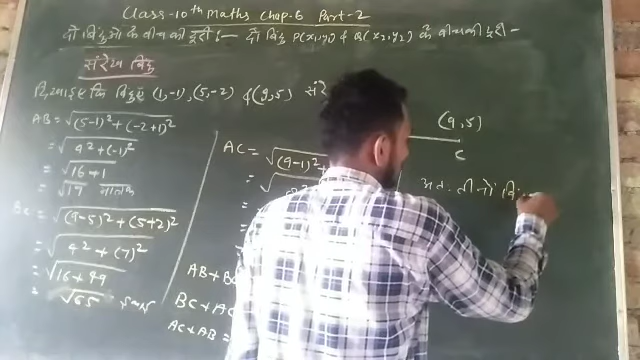 Class-10th Maths Chap-6 Part-2
दो बिंदुओ के बीच की दूरी :- दो बिंदु P(x₁,y₁) & Q(x₂,y₂) के बीच की दूरी -
संरेख बिंदु
दिखाइए कि बिंदुए (1,-1), (5,-2) & (9,5) संरे
AB = √(5-1)² + (-2+1)²
= √4² + (-1)²
= √16+1
= √17 मात्रक
BC = √(9-5)² + (5+2)²
= √4² + (7)²
= √16+49
= √65
AC = √(9-1)² +
= √
AB + BC
BC + AC
AC + AB =
(9,5)
C
अतः तीनों बिं